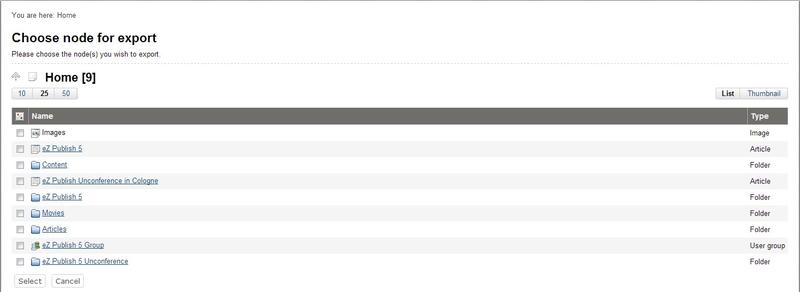 You are here: Home
Choose node for export
Please choose the node(s) you wish to export.
Home [9]
10 25 50 List Thumbnail
Name Type
Images Image
eZ Publish 5 Article
Content Folder
eZ Publish Unconference in Cologne Article
eZ Publish 5 Folder
Movies Folder
Articles Folder
eZ Publish 5 Group User group
eZ Publish 5 Unconference Folder
Select Cancel